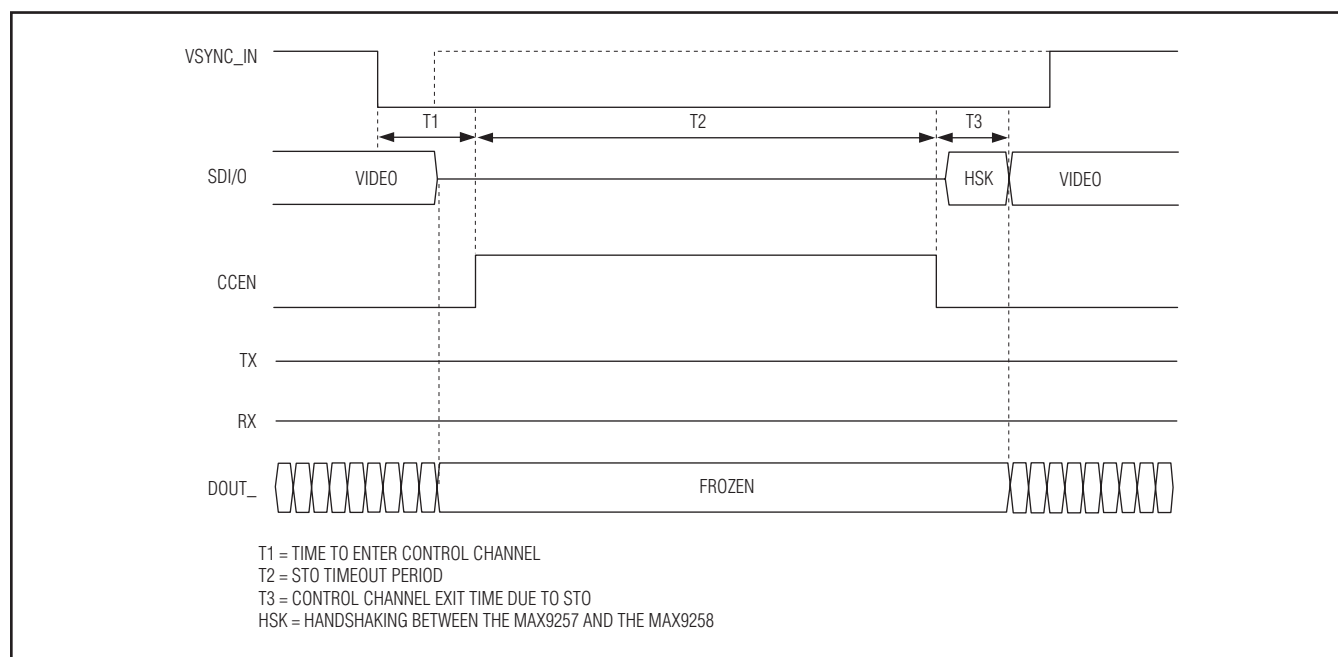 VSYNC_IN
T1 T2 T3
SDI/O VIDEO HSK VIDEO
CCEN
TX
RX
DOUT_ FROZEN
T1 = TIME TO ENTER CONTROL CHANNEL
T2 = STO TIMEOUT PERIOD
T3 = CONTROL CHANNEL EXIT TIME DUE TO STO
HSK = HANDSHAKING BETWEEN THE MAX9257 AND THE MAX9258